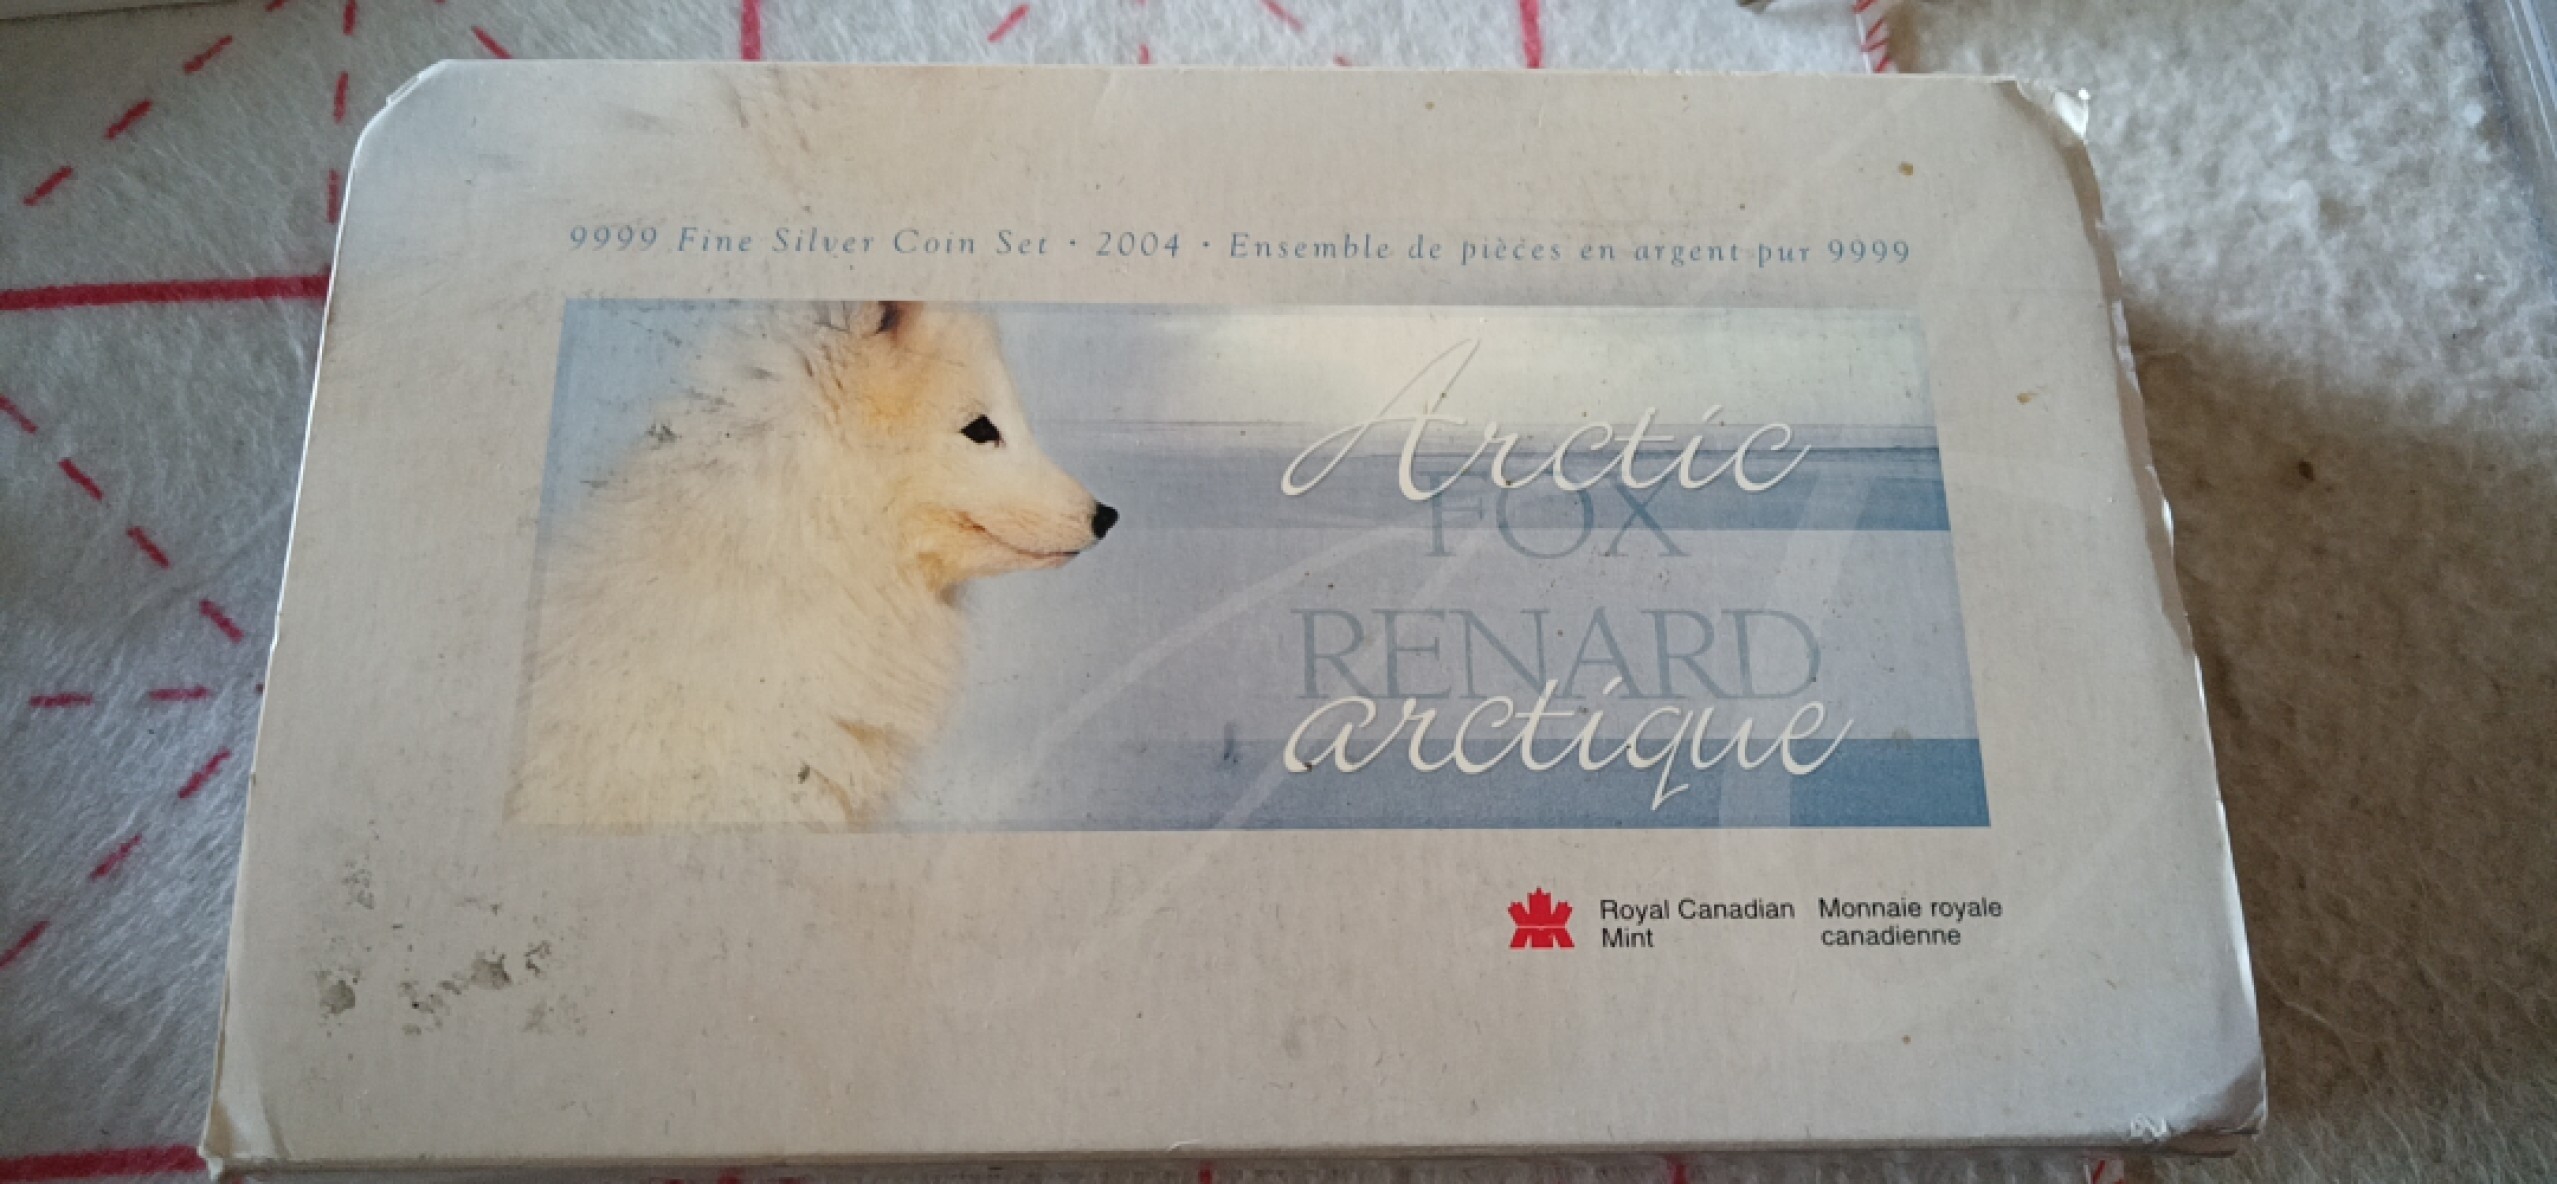 9999 Fine Silver Coin Set • 2004 • Ensemble de pièces en argent pur 9999
Arctic
FOX
RENARD
arctique
Royal Canadian Monnaie royale
Mint canadienne